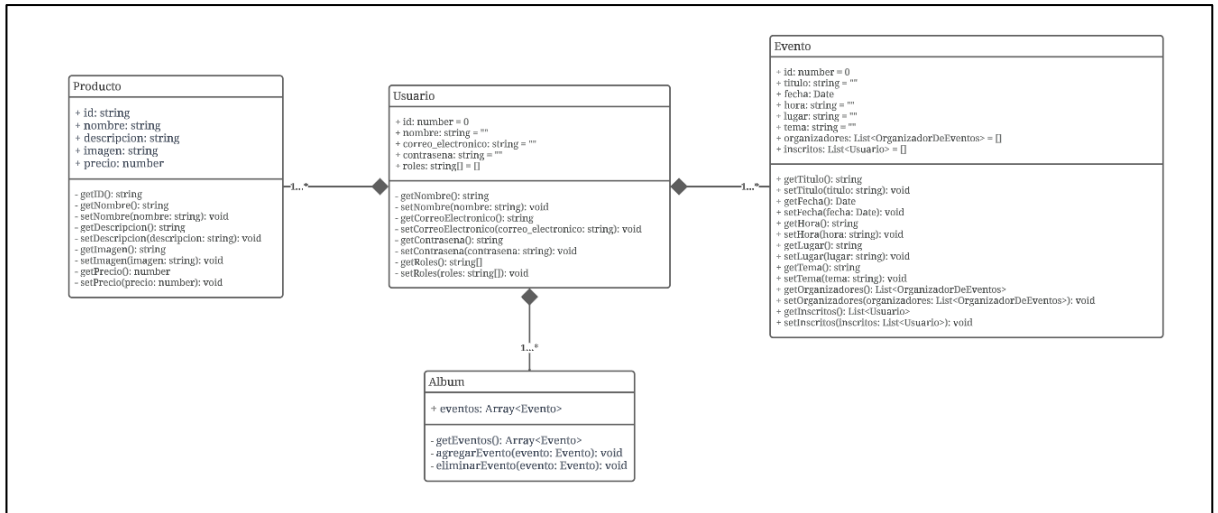 Producto
+ id: string
+ nombre: string
+ descripcion: string
+ imagen: string
+ precio: number
- getID(): string
- getNombre(): string
- setNombre(nombre: string): void
- getDescripcion(): string
- setDescripcion(descripcion: string): void
- getImagen(): string
- setImagen(imagen: string): void
- getPrecio(): number
- setPrecio(precio: number): void
1...*
Usuario
+ id: number = 0
+ nombre: string = ""
+ correo_electronico: string = ""
+ contrasena: string = ""
+ roles: string[] = []
- getNombre(): string
- setNombre(nombre: string): void
- getCorreoElectronico(): string
- setCorreoElectronico(correo_electronico: string): void
- getContrasena(): string
- setContrasena(contrasena: string): void
- getRoles(): string[]
- setRoles(roles: string[]): void
1...*
Evento
+ id: number = 0
+ titulo: string = ""
+ fecha: Date
+ hora: string = ""
+ lugar: string = ""
+ tema: string = ""
+ organizadores: List<OrganizadorDeEventos> = []
+ inscritos: List<Usuario> = []
+ getTitulo(): string
+ setTitulo(titulo: string): void
+ getFecha(): Date
+ setFecha(fecha: Date): void
+ getHora(): string
+ setHora(hora: string): void
+ getLugar(): string
+ setLugar(lugar: string): void
+ getTema(): string
+ setTema(tema: string): void
+ getOrganizadores(): List<OrganizadorDeEventos>
+ setOrganizadores(organizadores: List<OrganizadorDeEventos>): void
+ getInscritos(): List<Usuario>
+ setInscritos(inscritos: List<Usuario>): void
1...*
Album
+ eventos: Array<Evento>
- getEventos(): Array<Evento>
- agregarEvento(evento: Evento): void
- eliminarEvento(evento: Evento): void